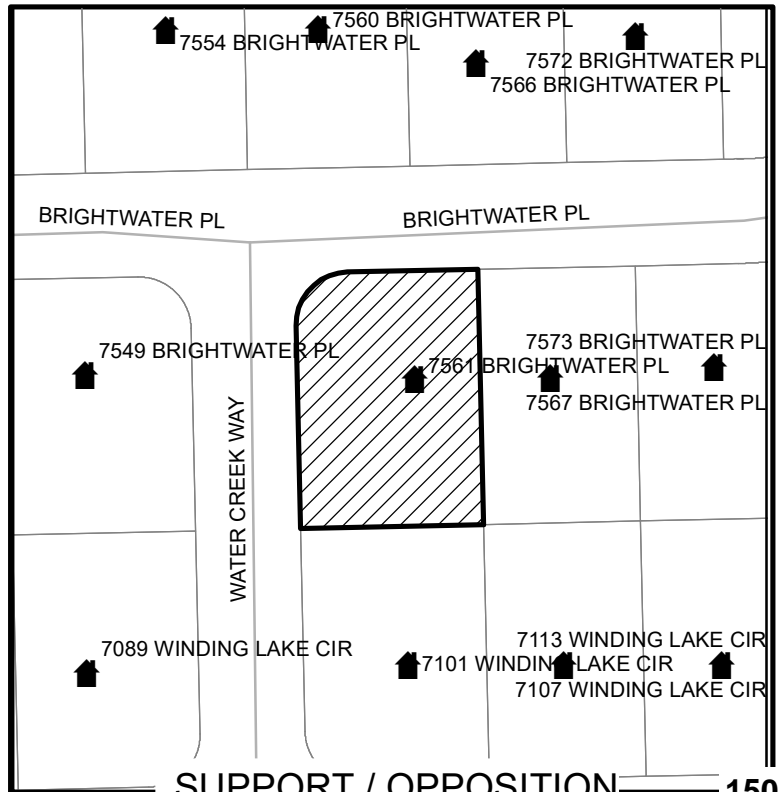 7560 BRIGHTWATER PL
7554 BRIGHTWATER PL
7572 BRIGHTWATER PL
7566 BRIGHTWATER PL
BRIGHTWATER PL
BRIGHTWATER PL
7549 BRIGHTWATER PL
7573 BRIGHTWATER PL
7561 BRIGHTWATER PL
7567 BRIGHTWATER PL
WATER CREEK WAY
7089 WINDING LAKE CIR
7113 WINDING LAKE CIR
7101 WINDING LAKE CIR
7107 WINDING LAKE CIR
SUPPORT / OPPOSITION
150